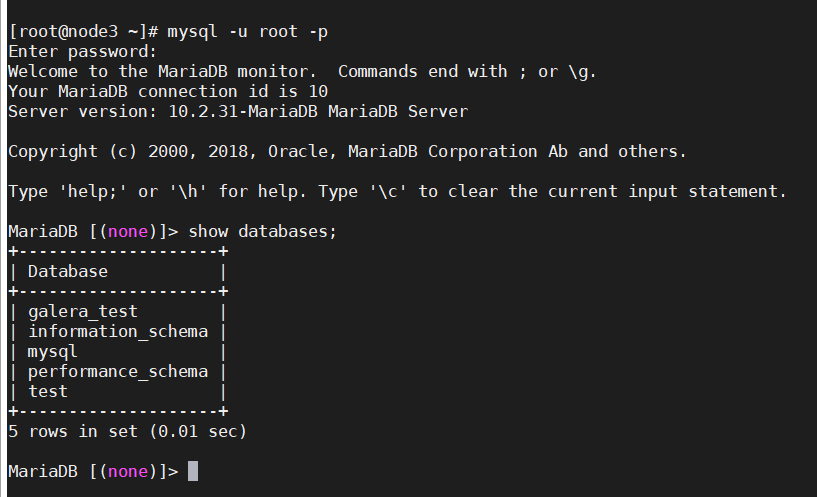 [root@node3 ~]# mysql -u root -p
Enter password:
Welcome to the MariaDB monitor.  Commands end with ; or \g.
Your MariaDB connection id is 10
Server version: 10.2.31-MariaDB MariaDB Server

Copyright (c) 2000, 2018, Oracle, MariaDB Corporation Ab and others.

Type 'help;' or '\h' for help. Type '\c' to clear the current input statement.

MariaDB [(none)]> show databases;
+--------------------+
| Database           |
+--------------------+
| galera_test        |
| information_schema |
| mysql              |
| performance_schema |
| test               |
+--------------------+
5 rows in set (0.01 sec)

MariaDB [(none)]>